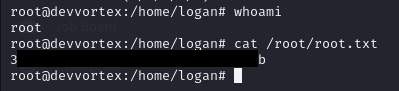 root@devvortex:/home/logan# whoami
root
root@devvortex:/home/logan# cat /root/root.txt
3 b
root@devvortex:/home/logan#